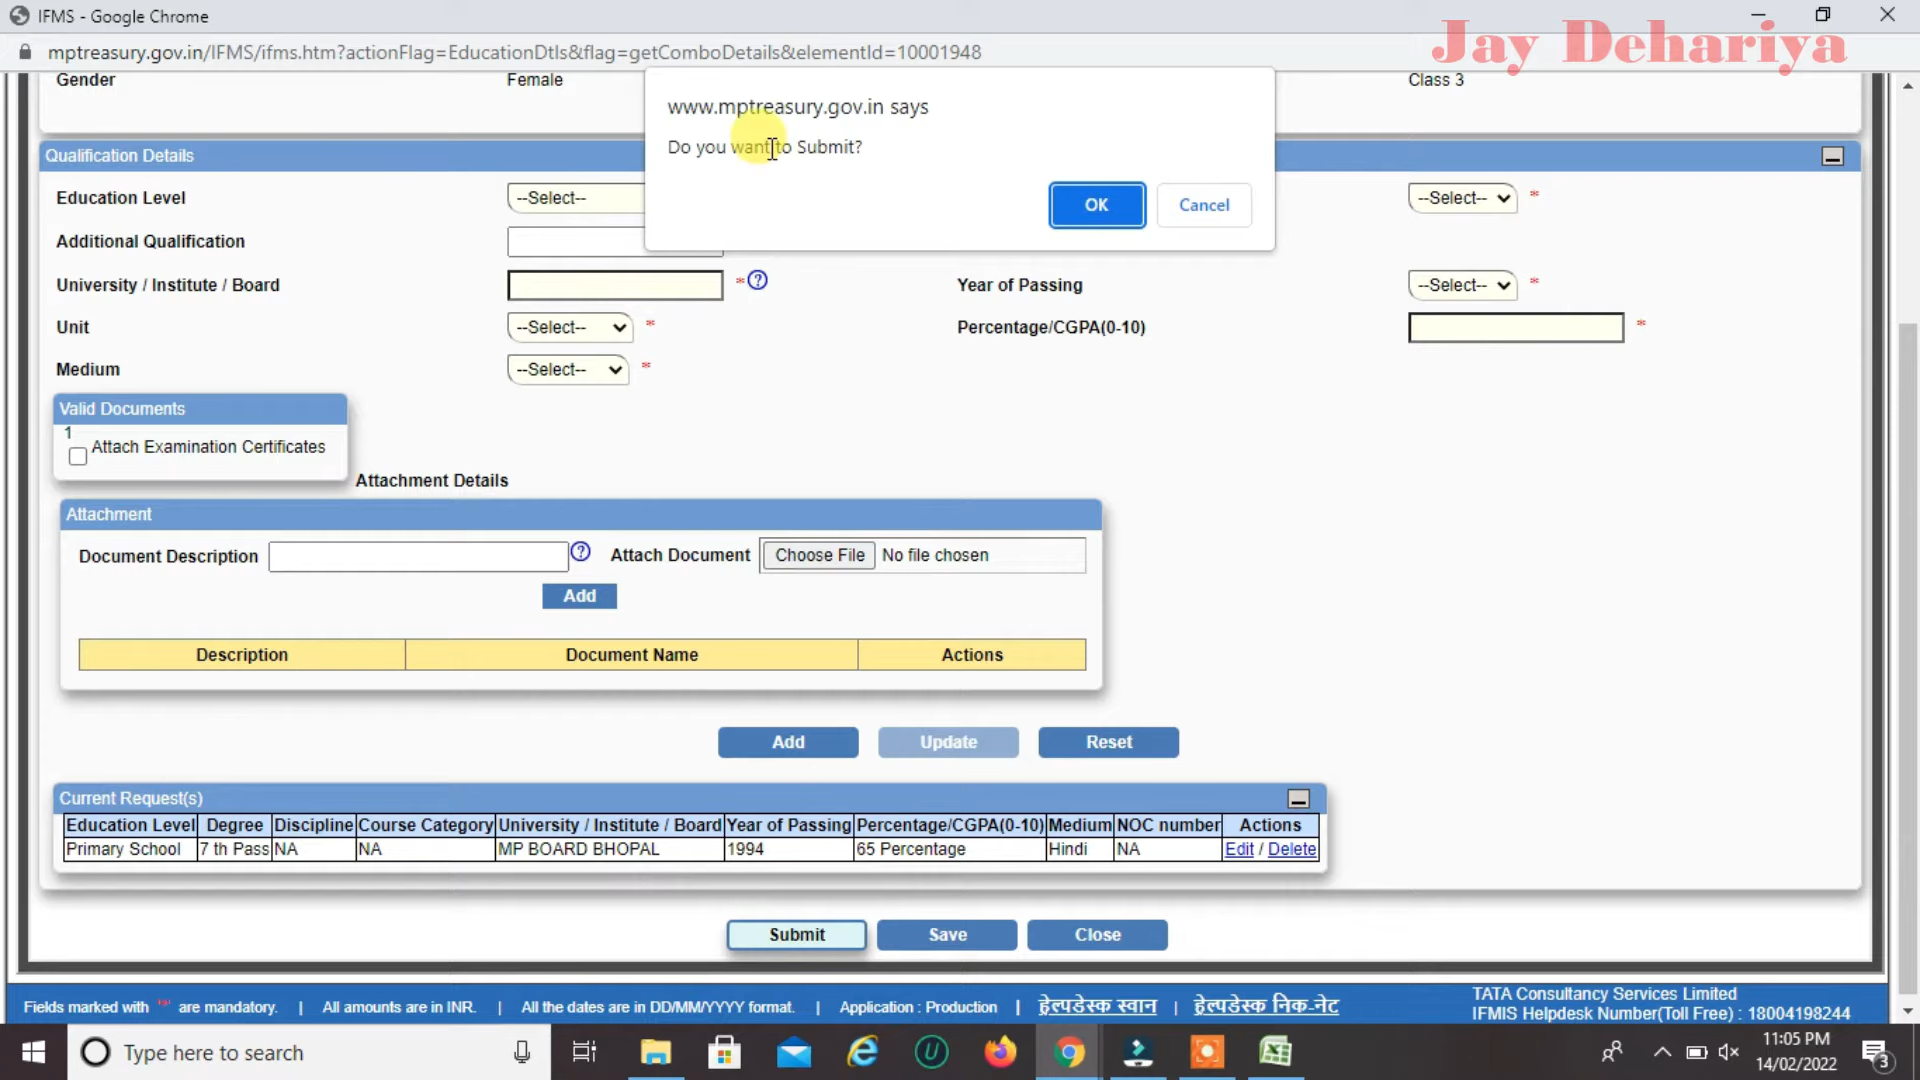 IFMS - Google Chrome
Jay Dehariya
mptreasury.gov.in/IFMS/ifms.htm?actionFlag=EducationDtls&flag=getComboDetails&elementId=10001948
Gender Female Class 3
www.mptreasury.gov.in says
Do you want to Submit?
OK Cancel
Qualification Details
Education Level --Select-- --Select-- *
Additional Qualification
University / Institute / Board * ? Year of Passing --Select-- *
Unit --Select-- * Percentage/CGPA(0-10) *
Medium --Select-- *
Valid Documents
1
Attach Examination Certificates
Attachment Details
Attachment
Document Description ? Attach Document Choose File No file chosen
Add
Description Document Name Actions
Add Update Reset
Current Request(s)
Education Level Degree Discipline Course Category University / Institute / Board Year of Passing Percentage/CGPA(0-10) Medium NOC number Actions
Primary School 7 th Pass NA NA MP BOARD BHOPAL 1994 65 Percentage Hindi NA Edit / Delete
Submit Save Close
Fields marked with "*" are mandatory. | All amounts are in INR. | All the dates are in DD/MM/YYYY format. | Application : Production | हेल्पडेस्क स्वान | हेल्पडेस्क निक-नेट
TATA Consultancy Services Limited
IFMIS Helpdesk Number(Toll Free) : 18004198244
Type here to search
11:05 PM
14/02/2022
3